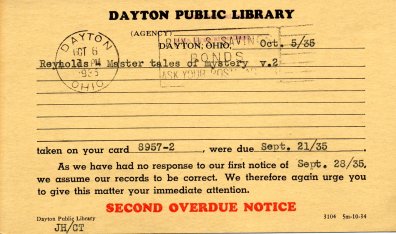 DAYTON PUBLIC LIBRARY
(AGENCY)
DAYTON, OHIO, Oct. 5/35
DAYTON
OCT 6
PM
1935
OHIO
BUY U.S. SAVINGS
BONDS
ASK YOUR
Reynolds Master tales of mystery v.2
taken on your card 8957-2 , were due Sept. 21/35 .
As we have had no response to our first notice of Sept. 28/35,
we assume our records to be correct. We therefore again urge you
to give this matter your immediate attention.
SECOND OVERDUE NOTICE
Dayton Public Library 3104 5m-10-34
JH/CT